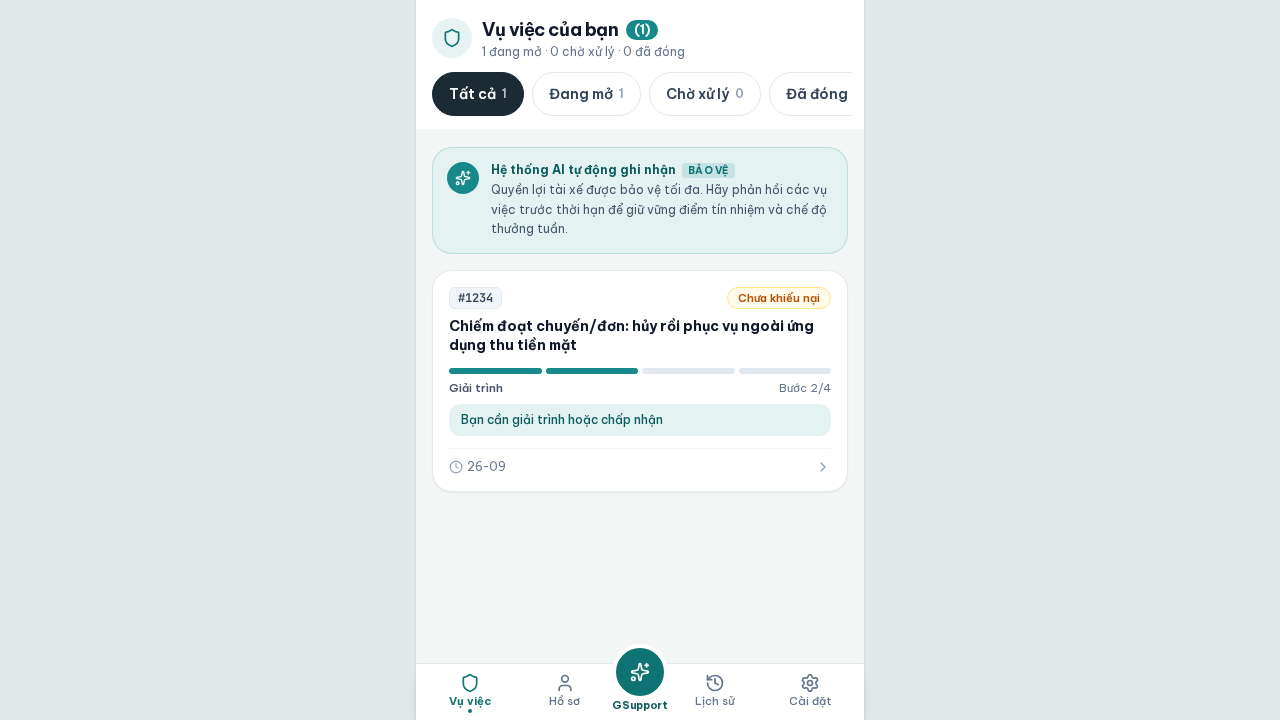 Vụ việc của bạn (1)
1 đang mở · 0 chờ xử lý · 0 đã đóng
Tất cả 1 Đang mở 1 Chờ xử lý 0 Đã đóng
Hệ thống AI tự động ghi nhận BẢO VỆ
Quyền lợi tài xế được bảo vệ tối đa. Hãy phản hồi các vụ
việc trước thời hạn để giữ vững điểm tín nhiệm và chế độ
thưởng tuần.
#1234 Chưa khiếu nại
Chiếm đoạt chuyến/đơn: hủy rồi phục vụ ngoài ứng
dụng thu tiền mặt
Giải trình Bước 2/4
Bạn cần giải trình hoặc chấp nhận
26-09
Vụ việc Hồ sơ GSupport Lịch sử Cài đặt